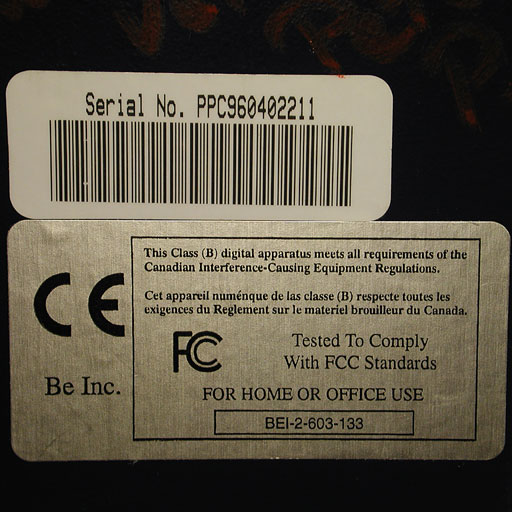 Serial No. PPC960402211
This Class (B) digital apparatus meets all requirements of the
Canadian Interference-Causing Equipment Regulations.
Cet appareil numénque de las classe (B) respecte toutes les
exigences du Reglement sur le materiel brouilleur du Canada.
CE
FC
Tested To Comply
With FCC Standards
Be Inc.
FOR HOME OR OFFICE USE
BEI-2-603-133